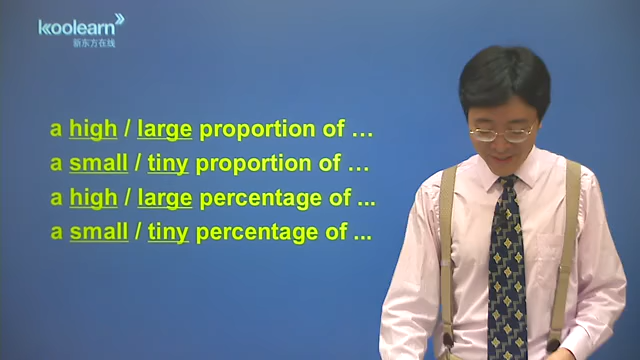 koolearn
新东方在线
a high / large proportion of …
a small / tiny proportion of …
a high / large percentage of ...
a small / tiny percentage of ...